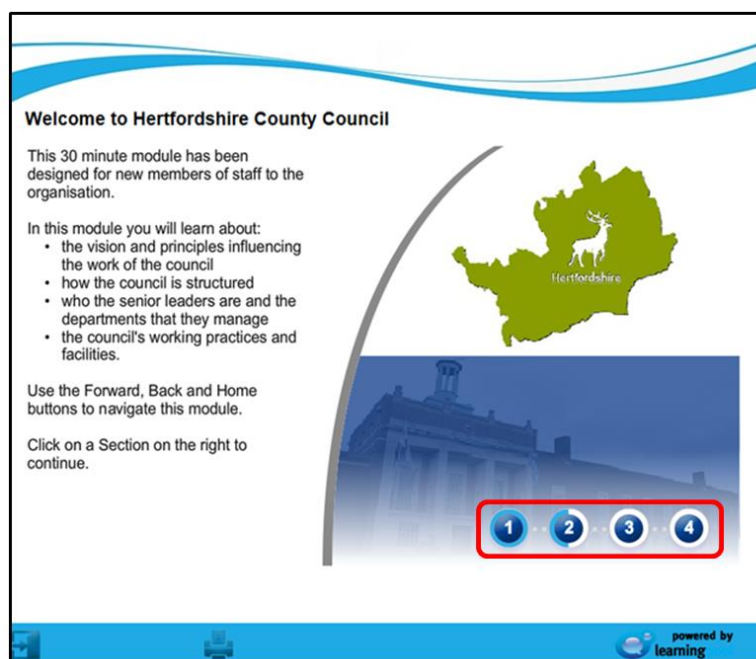 Welcome to Hertfordshire County Council
This 30 minute module has been
designed for new members of staff to the
organisation.
In this module you will learn about:
• the vision and principles influencing
the work of the council
• how the council is structured
• who the senior leaders are and the
departments that they manage
• the council's working practices and
facilities.
Use the Forward, Back and Home
buttons to navigate this module.
Click on a Section on the right to
continue.
Hertfordshire
1 2 3 4
powered by
learning